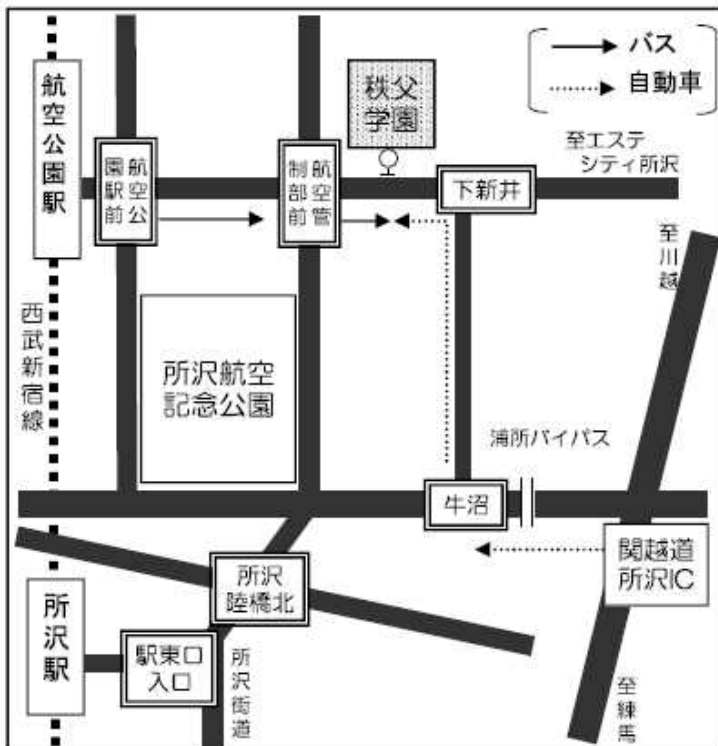 バス
自動車
航空公園駅
秩父
学園
航空公
園駅前
航空管
制部前
下新井
至エステ
シティ所沢
至川越
西武新宿線
所沢航空
記念公園
浦所バイパス
牛沼
関越道
所沢IC
所沢
陸橋北
所沢駅
駅東口
入口
所沢街道
至練馬